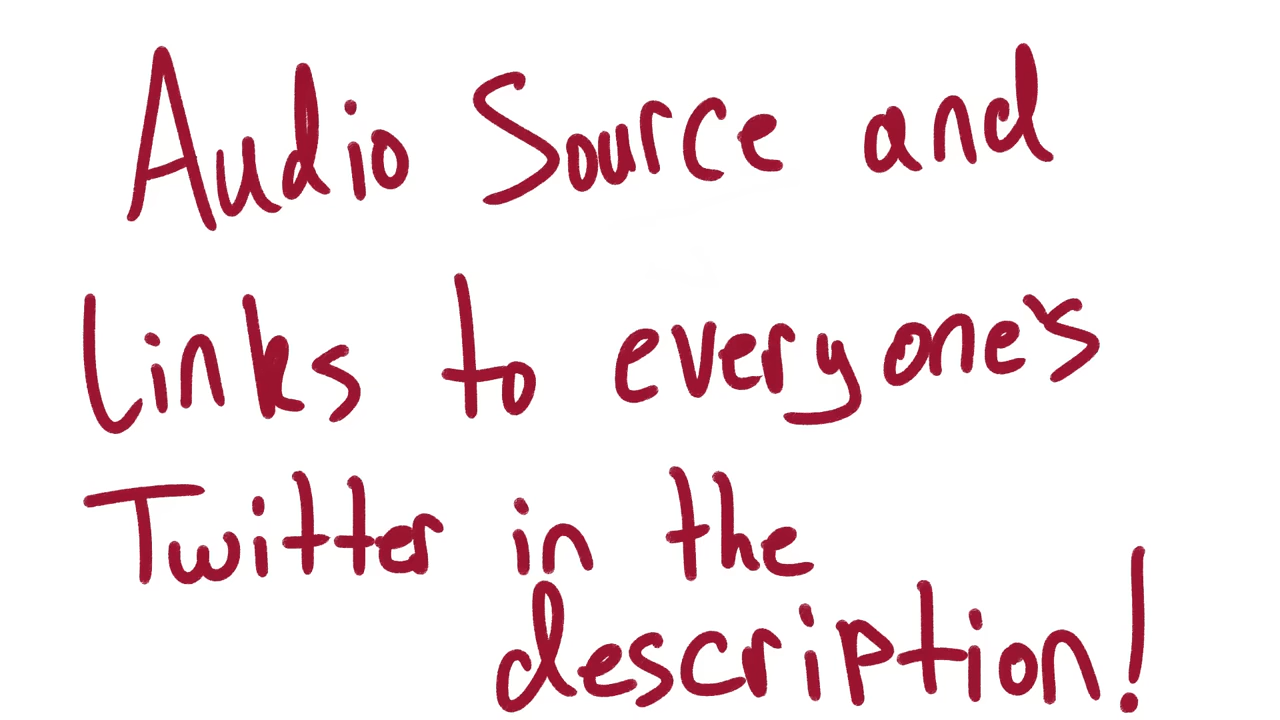 Audio Source and
Links to everyone's
Twitter in the
description!